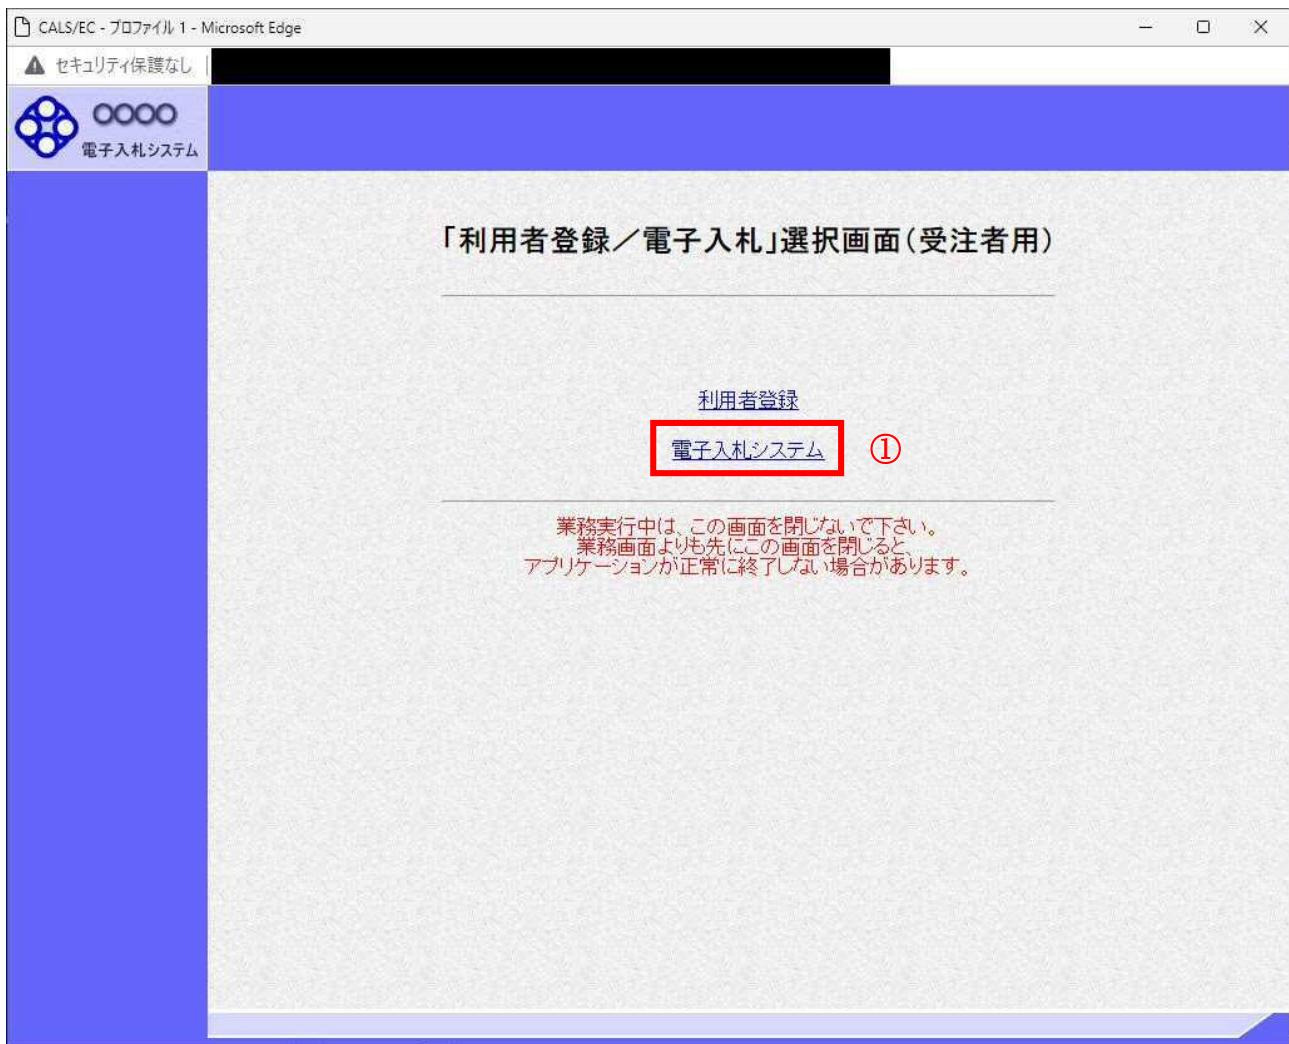 CALS/EC - プロファイル 1 - Microsoft Edge
セキュリティ保護なし
○○○○
電子入札システム
「利用者登録／電子入札」選択画面（受注者用）
利用者登録
電子入札システム ①
業務実行中は、この画面を閉じないで下さい。
業務画面よりも先にこの画面を閉じると、
アプリケーションが正常に終了しない場合があります。